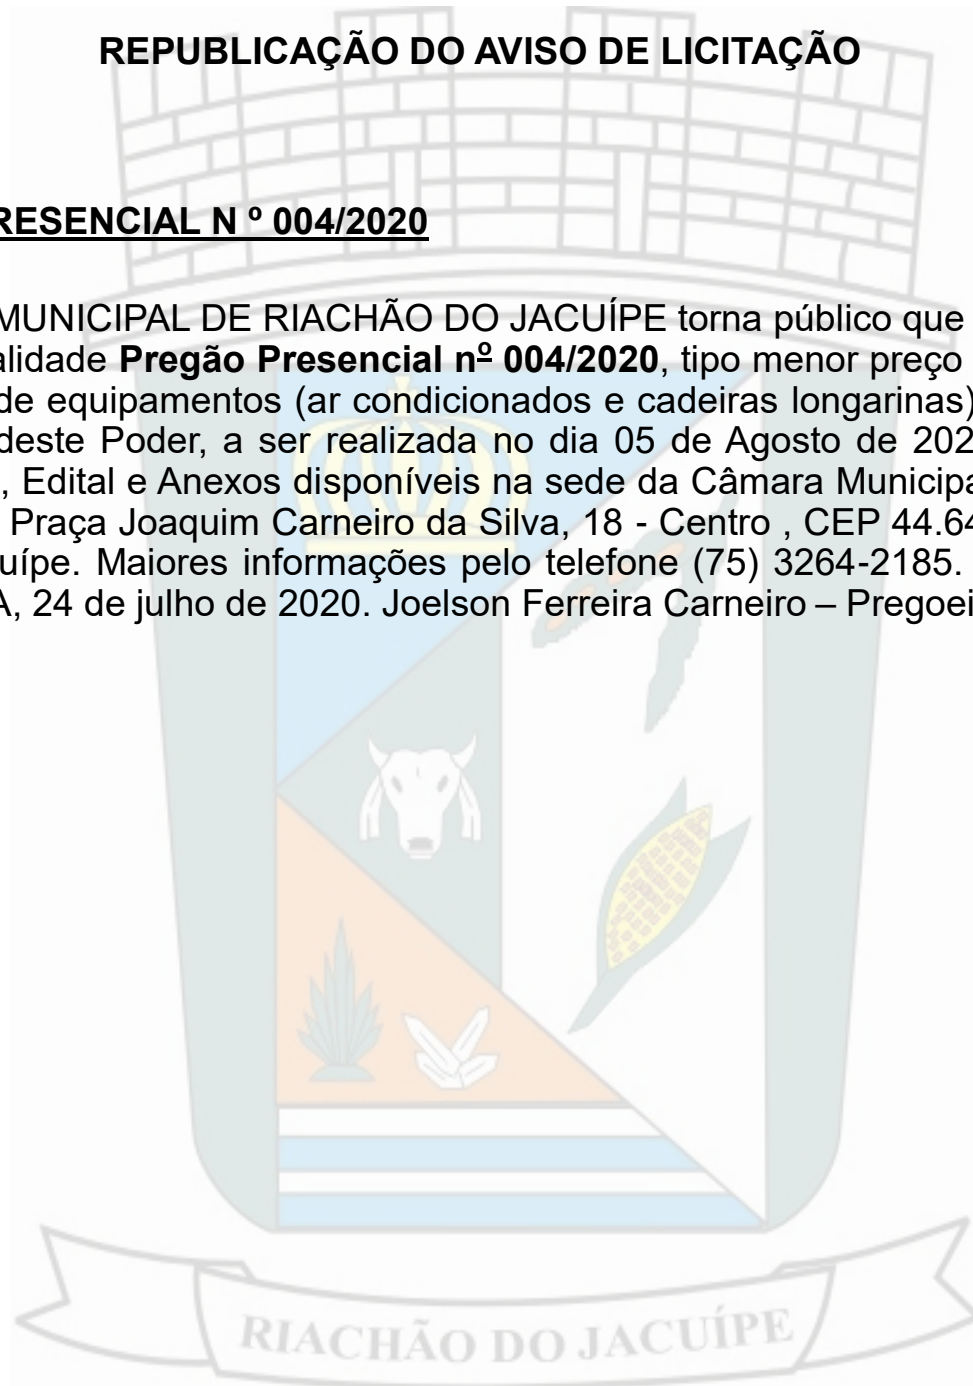 REPUBLICAÇÃO DO AVISO DE LICITAÇÃO
RESENCIAL N º 004/2020
MUNICIPAL DE RIACHÃO DO JACUÍPE torna público que
alidade Pregão Presencial nº 004/2020, tipo menor preço
de equipamentos (ar condicionados e cadeiras longarinas)
deste Poder, a ser realizada no dia 05 de Agosto de 202
, Edital e Anexos disponíveis na sede da Câmara Municipa
Praça Joaquim Carneiro da Silva, 18 - Centro , CEP 44.64
uípe. Maiores informações pelo telefone (75) 3264-2185.
A, 24 de julho de 2020. Joelson Ferreira Carneiro – Pregoei
RIACHÃO DO JACUÍPE